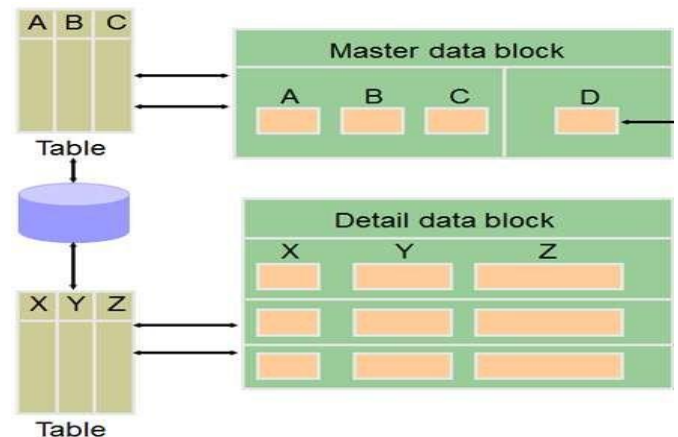 A B C
Table
Master data block
A B C D
Detail data block
X Y Z
X Y Z
Table